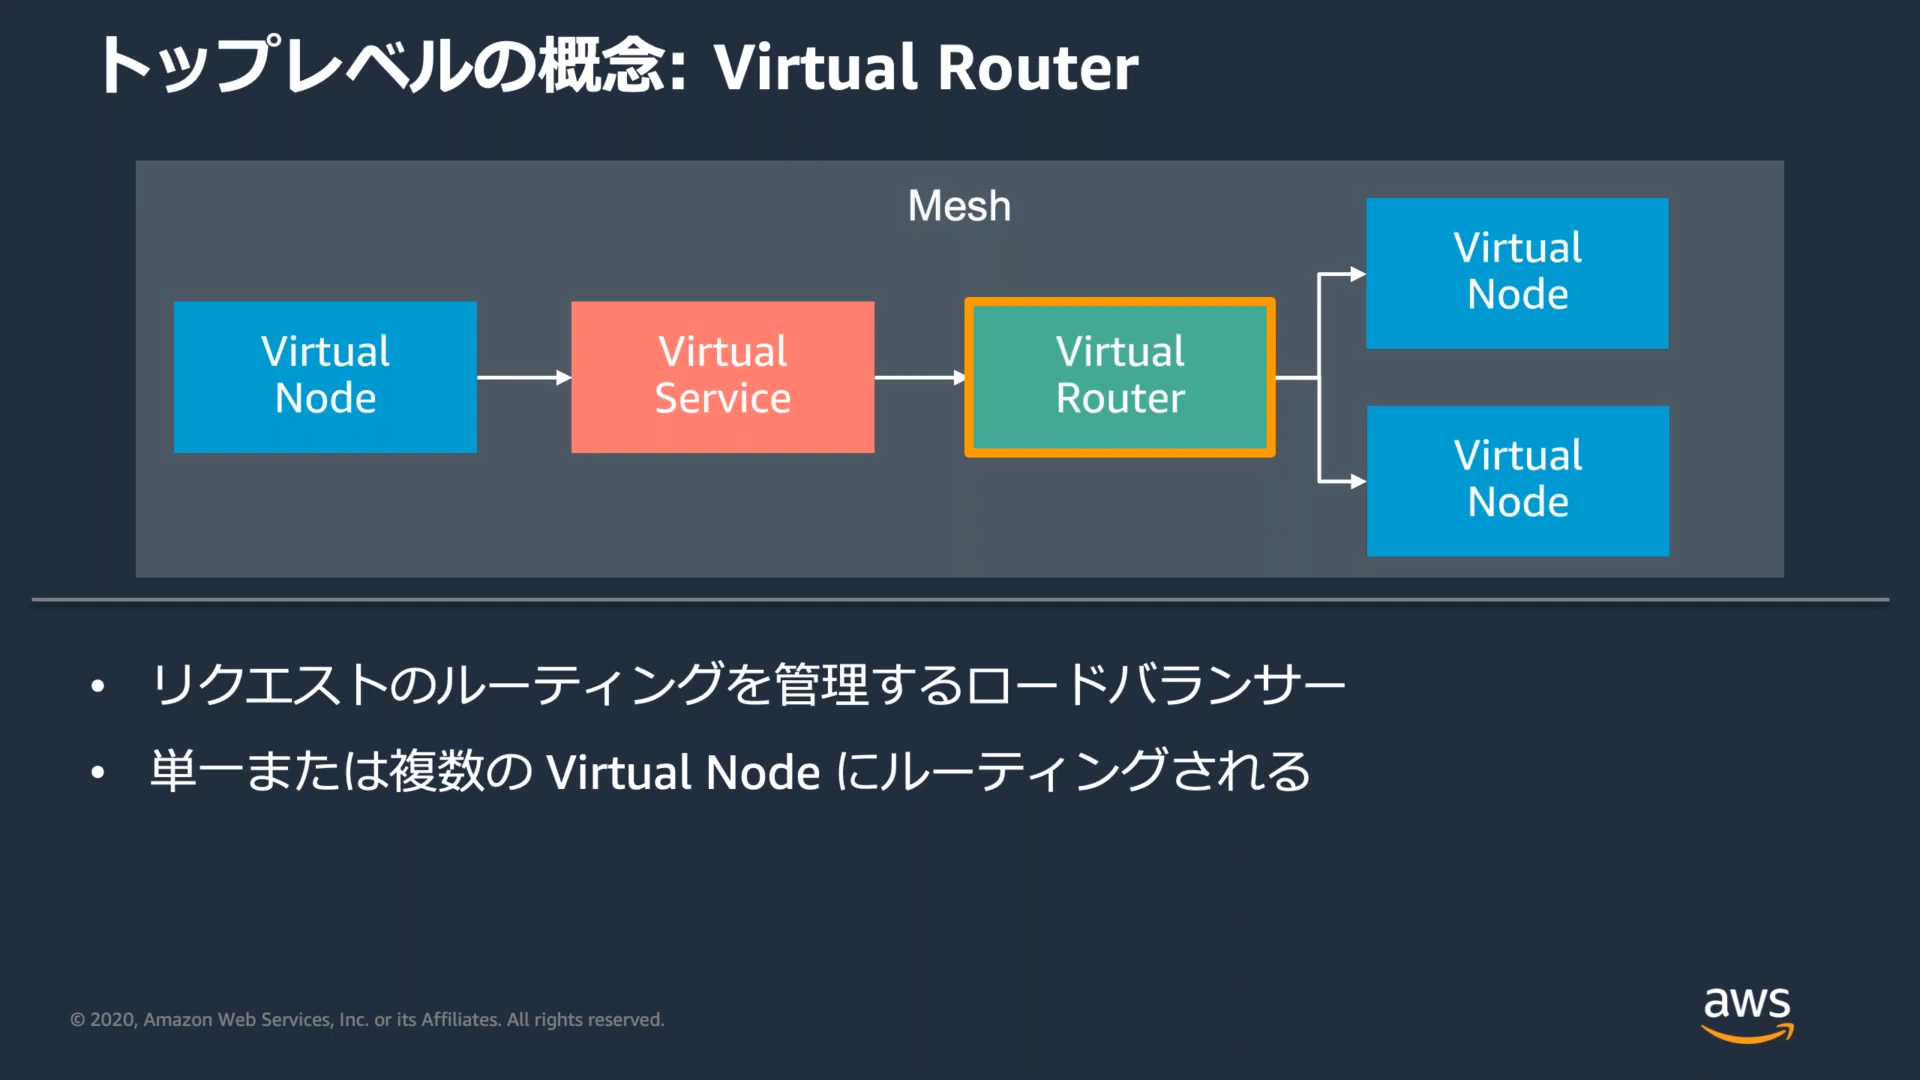 トップレベルの概念: Virtual Router
Mesh
Virtual
Node
Virtual
Service
Virtual
Router
Virtual
Node
Virtual
Node
• リクエストのルーティングを管理するロードバランサー
• 単一または複数の Virtual Node にルーティングされる
© 2020, Amazon Web Services, Inc. or its Affiliates. All rights reserved.
aws